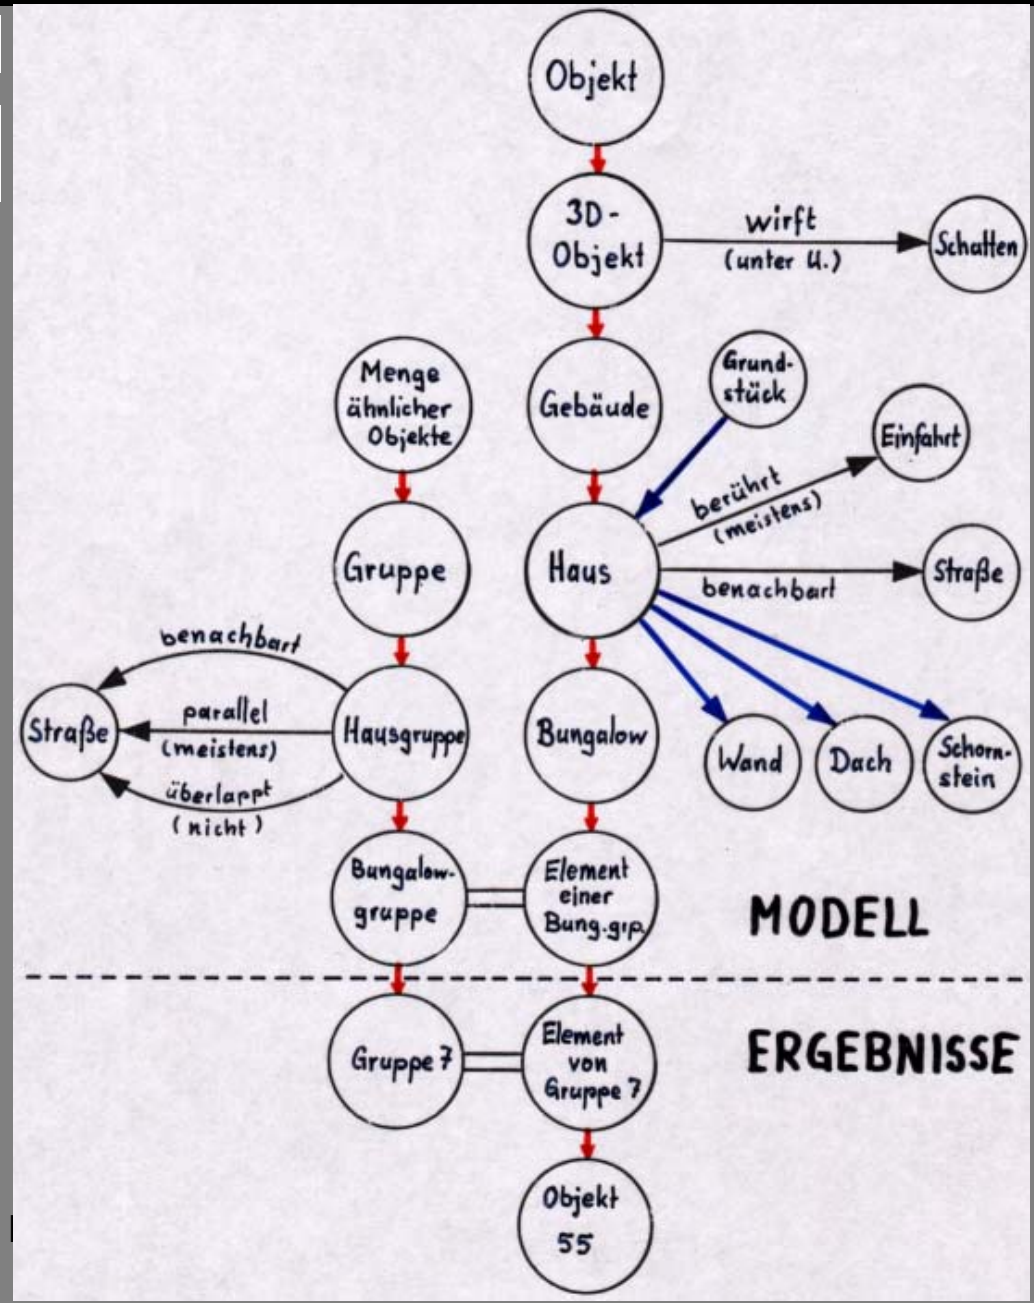 Objekt
3D-
Objekt
wirft
(unter U.)
Schatten
Menge
ähnlicher
Objekte
Gebäude
Grund-
stück
Einfahrt
berührt
(meistens)
Gruppe
Haus
benachbart
Straße
benachbart
Straße
parallel
(meistens)
überlappt
(nicht)
Hausgruppe
Bungalow
Wand
Dach
Schorn-
stein
Bungalow-
gruppe
Element
einer
Bung.grp.
MODELL
Gruppe 7
Element
von
Gruppe 7
ERGEBNISSE
Objekt
55